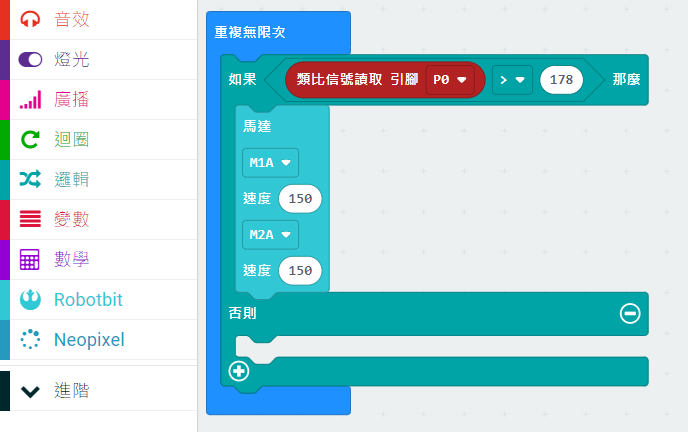 音效
燈光
廣播
迴圈
邏輯
變數
數學
Robotbit
Neopixel
進階
重複無限次
如果 類比信號讀取 引腳 P0 > 178 那麼
馬達
M1A
速度 150
M2A
速度 150
否則